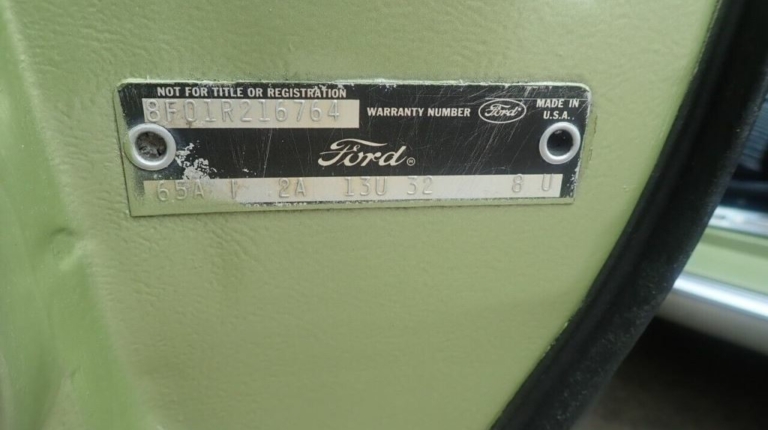 NOT FOR TITLE OR REGISTRATION
8F01R216764
WARRANTY NUMBER
Ford
MADE IN
U.S.A.
Ford®
65A I 2A 13U 32 8 U